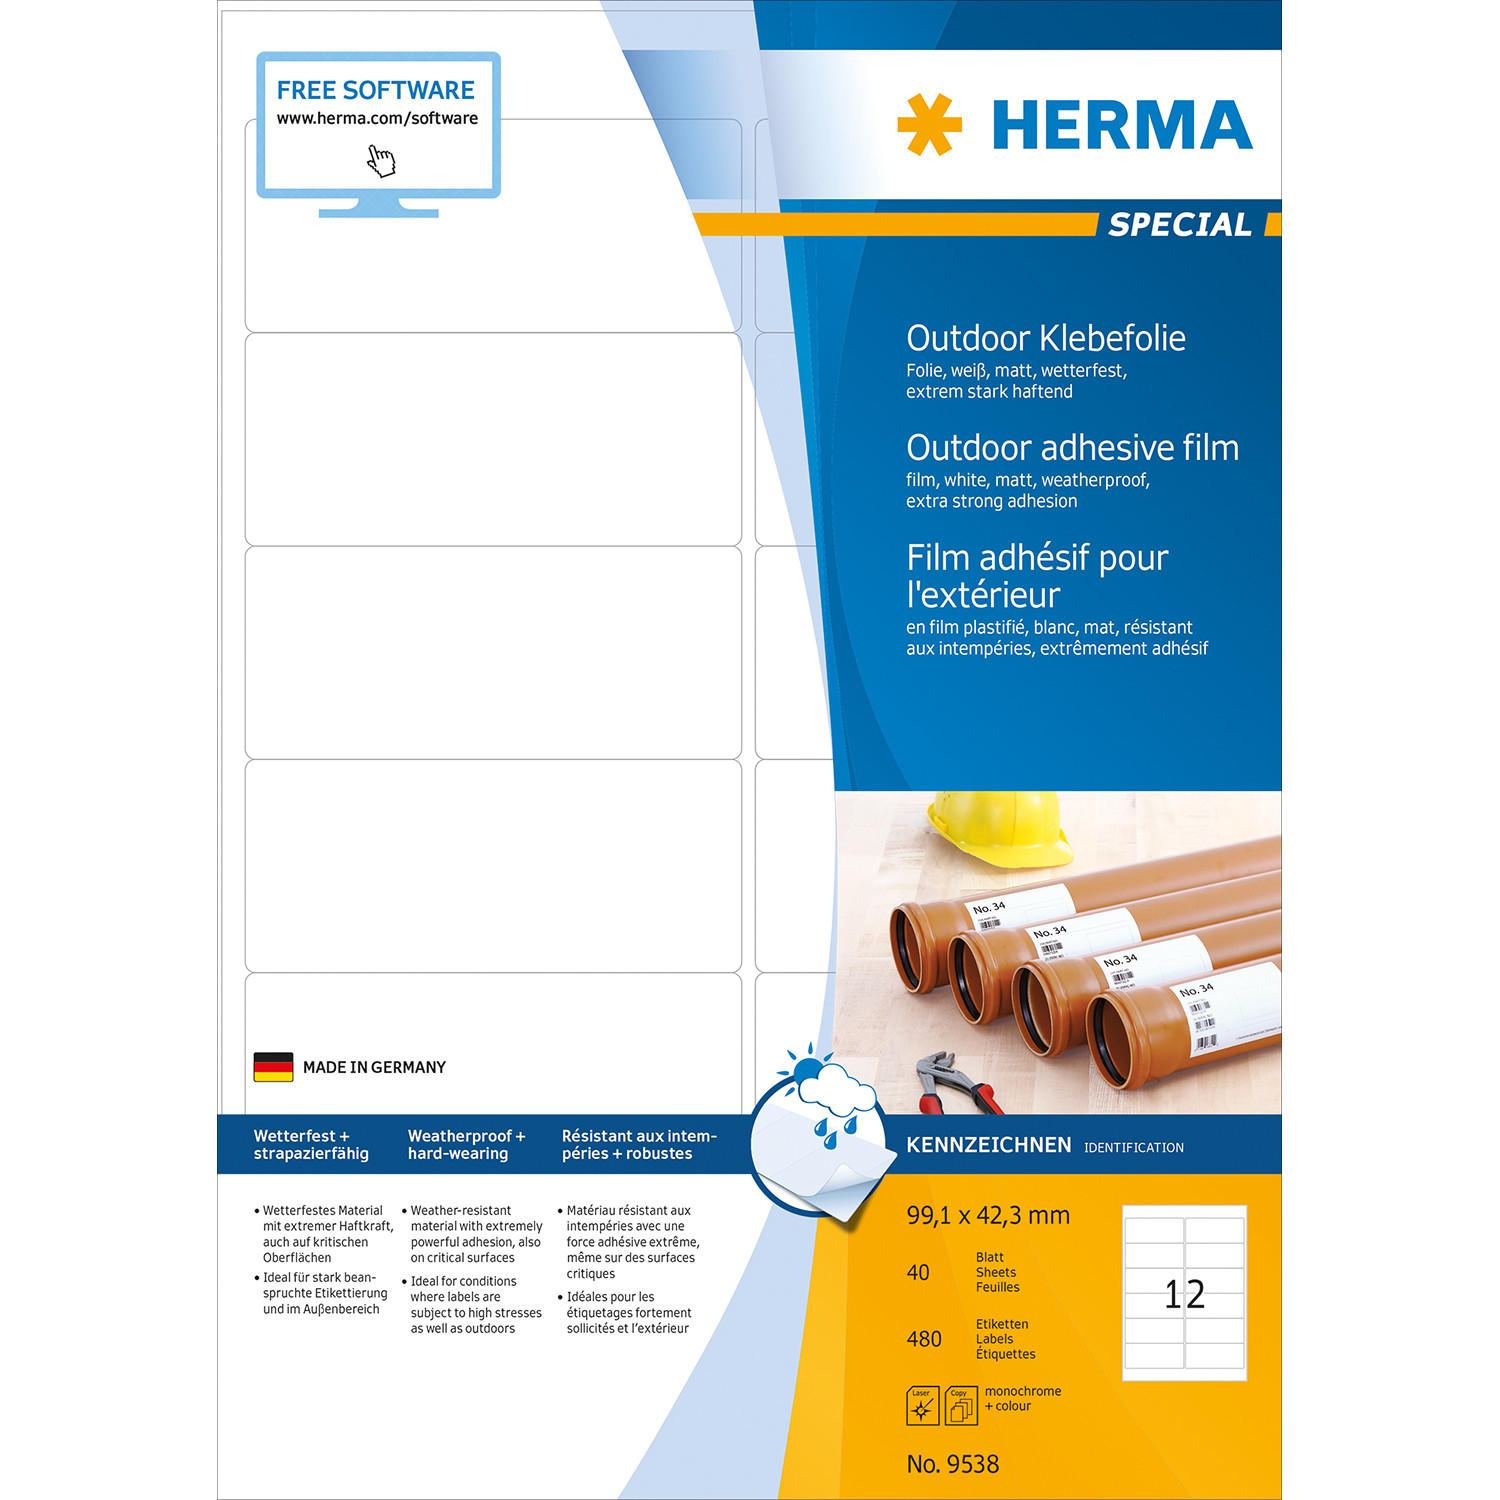 FREE SOFTWARE
www.herma.com/software
HERMA
SPECIAL
Outdoor Klebefolie
Folie, weiß, matt, wetterfest,
extrem stark haftend
Outdoor adhesive film
film, white, matt, weatherproof,
extra strong adhesion
Film adhésif pour
l'extérieur
en film plastifié, blanc, mat, résistant
aux intempéries, extrêmement adhésif
No. 34
No. 34
No. 34
No. 34
MADE IN GERMANY
Wetterfest +
strapazierfähig
Weatherproof +
hard-wearing
Résistant aux intem-
péries + robustes
KENNZEICHNEN IDENTIFICATION
• Wetterfestes Material
mit extremer Haftkraft,
auch auf kritischen
Oberflächen
• Ideal für stark bean-
spruchte Etikettierung
und im Außenbereich
• Weather-resistant
material with extremely
powerful adhesion, also
on critical surfaces
• Ideal for conditions
where labels are
subject to high stresses
as well as outdoors
• Matériau résistant aux
intempéries avec une
force adhésive extrême,
même sur des surfaces
critiques
• Idéales pour les
étiquetages fortement
sollicités et l'extérieur
99,1 x 42,3 mm
40
Blatt
Sheets
Feuilles
480
Etiketten
Labels
Étiquettes
12
Laser
Copy
monochrome
+ colour
No. 9538